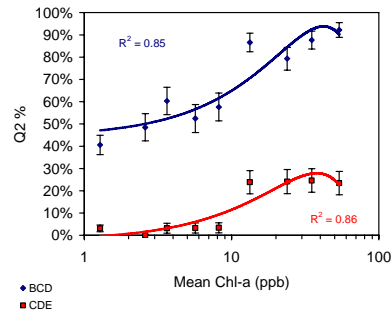 100%
90%
80%
70%
60%
50%
40%
30%
20%
10%
0%
Q2 %
R² = 0.85
R² = 0.86
1 10 100
Mean Chl-a (ppb)
BCD
CDE